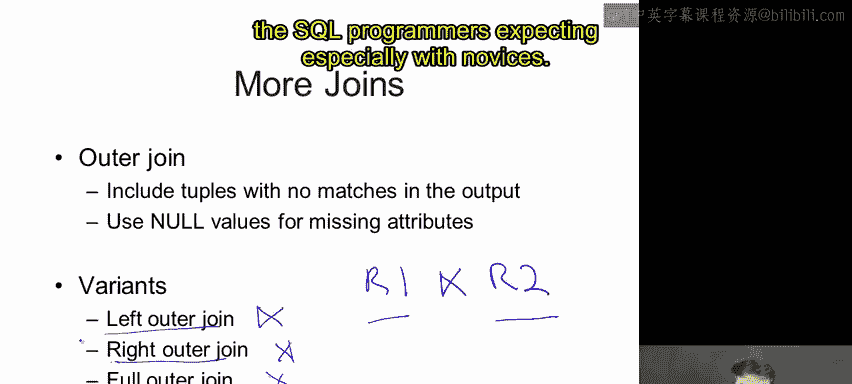 the SQL programmers expecting
especially with novices.
中英字幕课程资源@bilibili.com
More Joins
• Outer join
– Include tuples with no matches in the output
– Use NULL values for missing attributes
• Variants
R1 ⋉ R2
– Left outer join
– Right outer join
– Full outer join